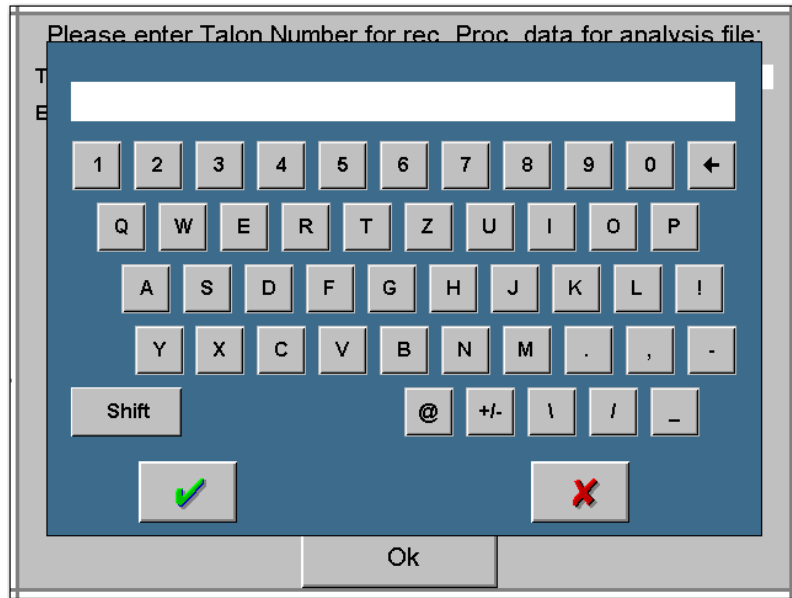 Please enter Talon Number for rec. Proc. data for analysis file:
T
E
1 2 3 4 5 6 7 8 9 0 ←
Q W E R T Z U I O P
A S D F G H J K L !
Y X C V B N M . , -
Shift @ +/- \ / _
Ok